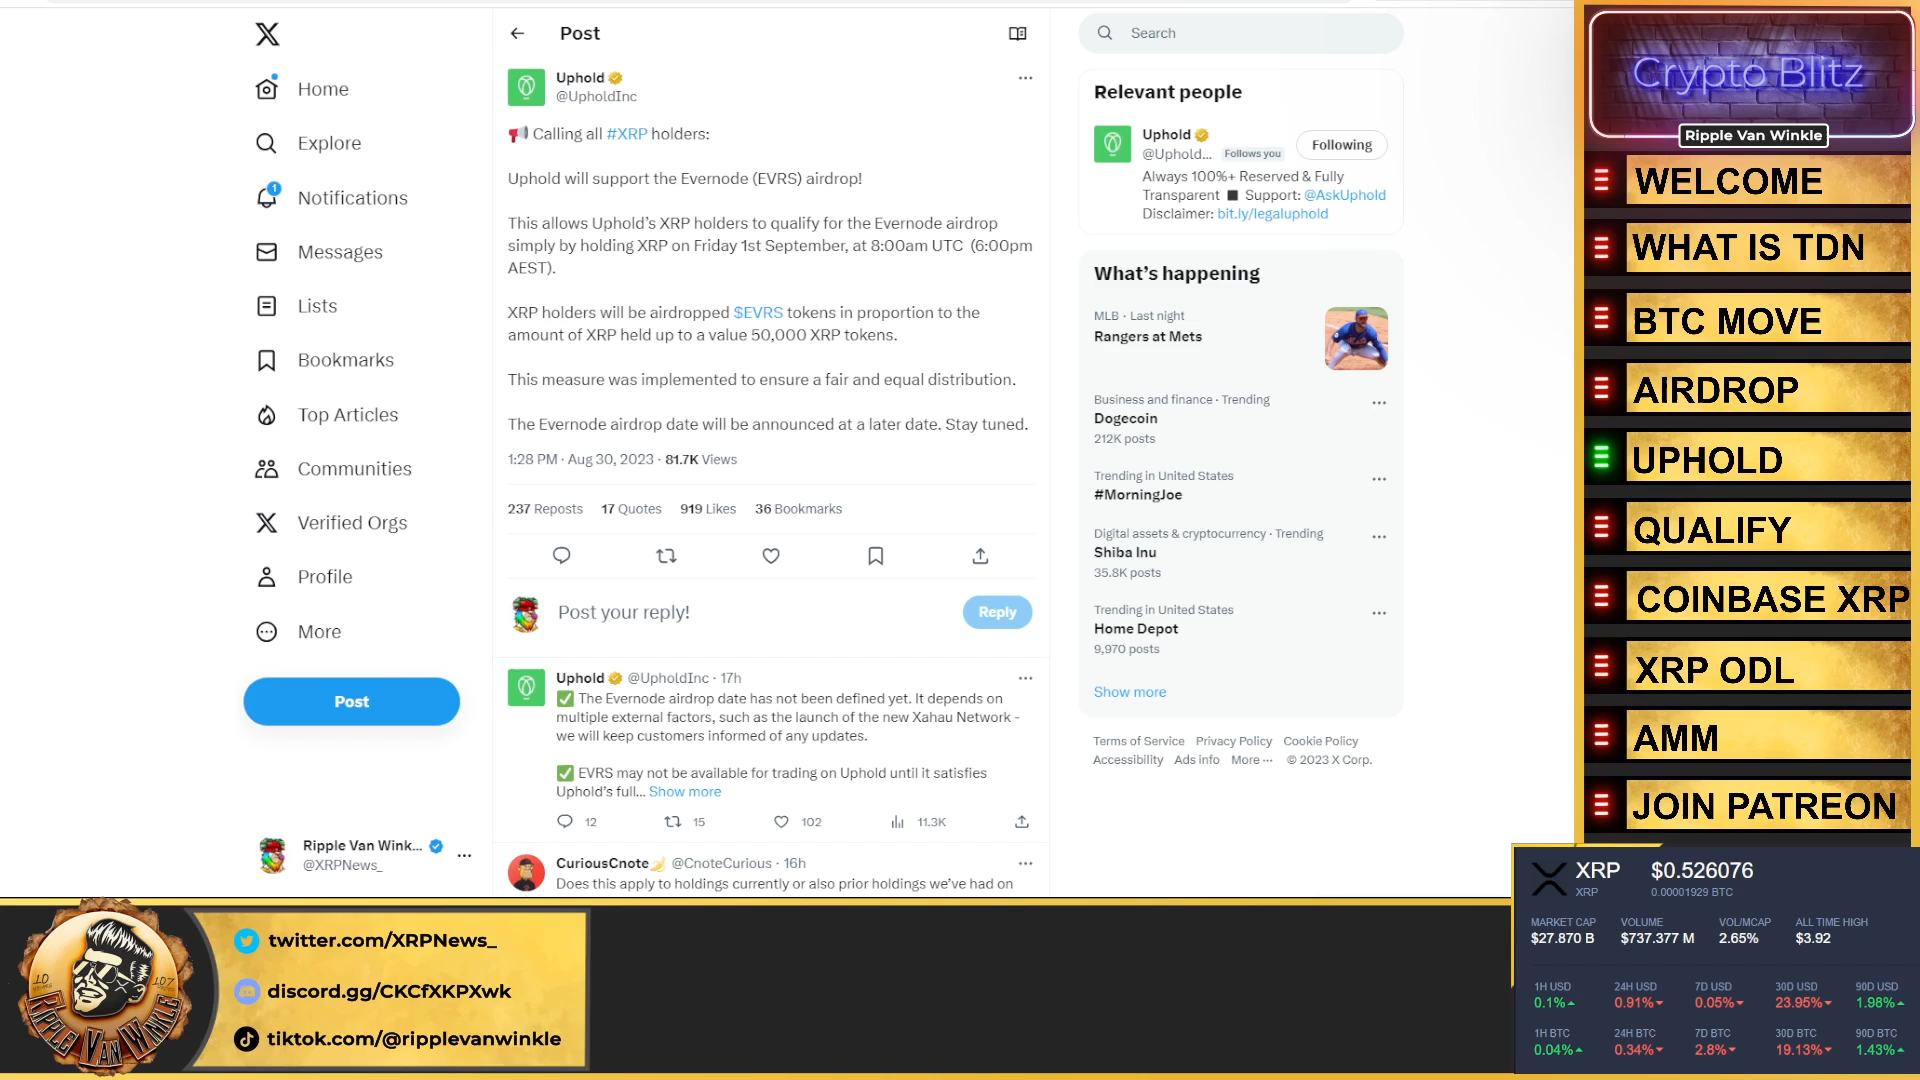 Home
Explore
1
Notifications
Messages
Lists
Bookmarks
Top Articles
Communities
Verified Orgs
Profile
More
Post
Ripple Van Wink...
@XRPNews_
Post
Uphold
@UpholdInc
Calling all #XRP holders:
Uphold will support the Evernode (EVRS) airdrop!
This allows Uphold’s XRP holders to qualify for the Evernode airdrop
simply by holding XRP on Friday 1st September, at 8:00am UTC (6:00pm
AEST).
XRP holders will be airdropped $EVRS tokens in proportion to the
amount of XRP held up to a value 50,000 XRP tokens.
This measure was implemented to ensure a fair and equal distribution.
The Evernode airdrop date will be announced at a later date. Stay tuned.
1:28 PM · Aug 30, 2023 · 81.7K Views
237 Reposts 17 Quotes 919 Likes 36 Bookmarks
Post your reply!
Reply
Uphold @UpholdInc · 17h
The Evernode airdrop date has not been defined yet. It depends on
multiple external factors, such as the launch of the new Xahau Network -
we will keep customers informed of any updates.
EVRS may not be available for trading on Uphold until it satisfies
Uphold’s full... Show more
12 15 102 11.3K
CuriousCnote @CnoteCurious · 16h
Does this apply to holdings currently or also prior holdings we’ve had on
Search
Relevant people
Uphold
@Uphold... Follows you
Following
Always 100%+ Reserved & Fully
Transparent ◼ Support: @AskUphold
Disclaimer: bit.ly/legaluphold
What’s happening
MLB · Last night
Rangers at Mets
Business and finance · Trending
Dogecoin
212K posts
Trending in United States
#MorningJoe
Digital assets & cryptocurrency · Trending
Shiba Inu
35.8K posts
Trending in United States
Home Depot
9,970 posts
Show more
Terms of Service Privacy Policy Cookie Policy
Accessibility Ads info More ··· © 2023 X Corp.
Crypto Blitz
Ripple Van Winkle
WELCOME
WHAT IS TDN
BTC MOVE
AIRDROP
UPHOLD
QUALIFY
COINBASE XRP
XRP ODL
AMM
JOIN PATREON
XRP $0.526076
XRP 0.00001929 BTC
MARKET CAP VOLUME VOL/MCAP ALL TIME HIGH
$27.870 B $737.377 M 2.65% $3.92
1H USD 24H USD 7D USD 30D USD 90D USD
0.1% 0.91% 0.05% 23.95% 1.98%
1H BTC 24H BTC 7D BTC 30D BTC 90D BTC
0.04% 0.34% 2.8% 19.13% 1.43%
10 107
RIPPLE VAN WINKLE
twitter.com/XRPNews_
discord.gg/CKCfXKPXwk
tiktok.com/@ripplevanwinkle